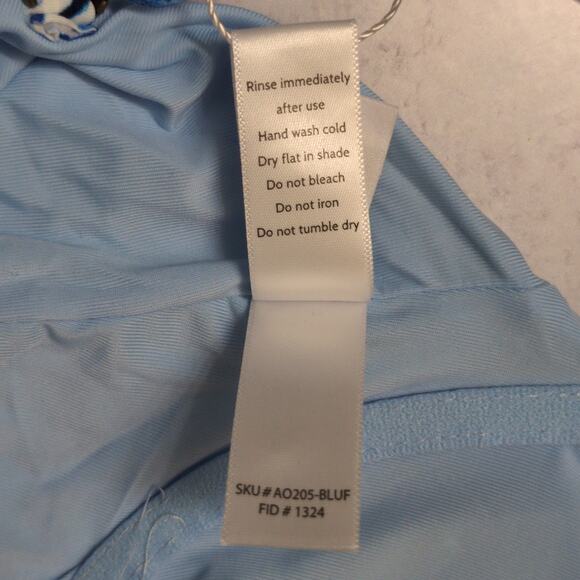 Rinse immediately
after use
Hand wash cold
Dry flat in shade
Do not bleach
Do not iron
Do not tumble dry
SKU # AO205-BLUF
FID # 1324